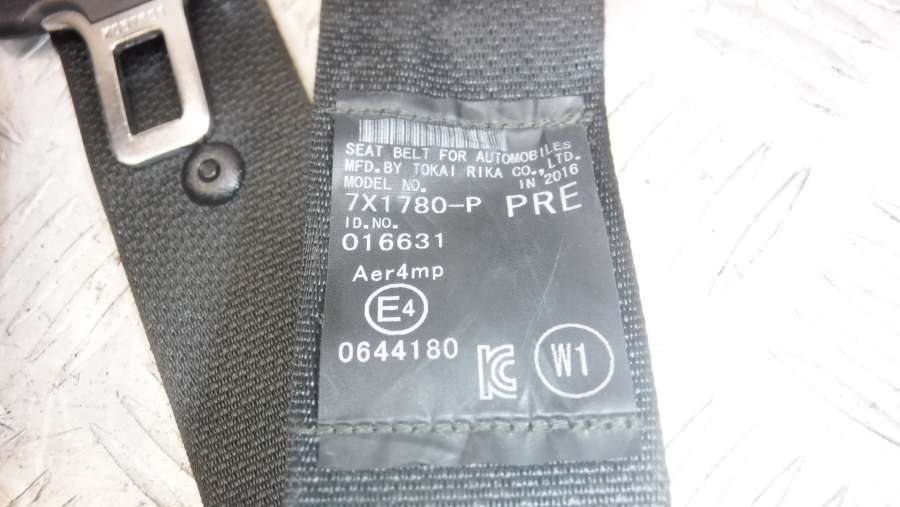 SEAT BELT FOR AUTOMOBILES
MFD. BY TOKAI RIKA CO., LTD.
MODEL NO. IN 2016
7X1780-P PRE
ID. NO.
016631
Aer4mp
E4
0644180
KC W1